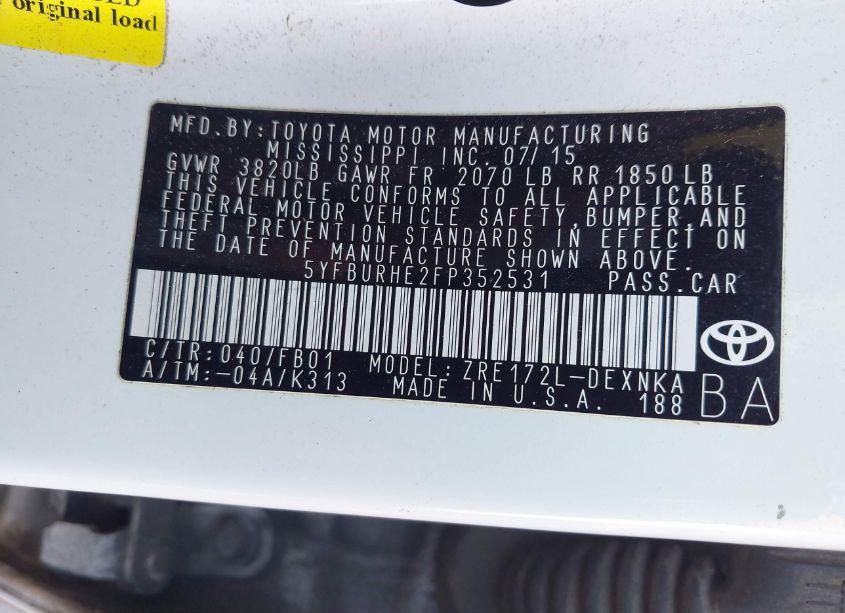 original load
MFD.BY:TOYOTA MOTOR MANUFACTURING
MISSISSIPPI INC. 07/15
GVWR 3820LB GAWR FR 2070 LB RR 1850LB
THIS VEHICLE CONFORMS TO ALL APPLICABLE
FEDERAL MOTOR VEHICLE SAFETY,BUMPER,AND
THEFT PREVENTION STANDARDS IN EFFECT ON
THE DATE OF MANUFACTURE SHOWN ABOVE.
5YFBURHE2FP352531 PASS.CAR
C/TR:040/FB01 MODEL:ZRE172L-DEXNKA
A/TM:-04A/K313 MADE IN U.S.A. 188 BA